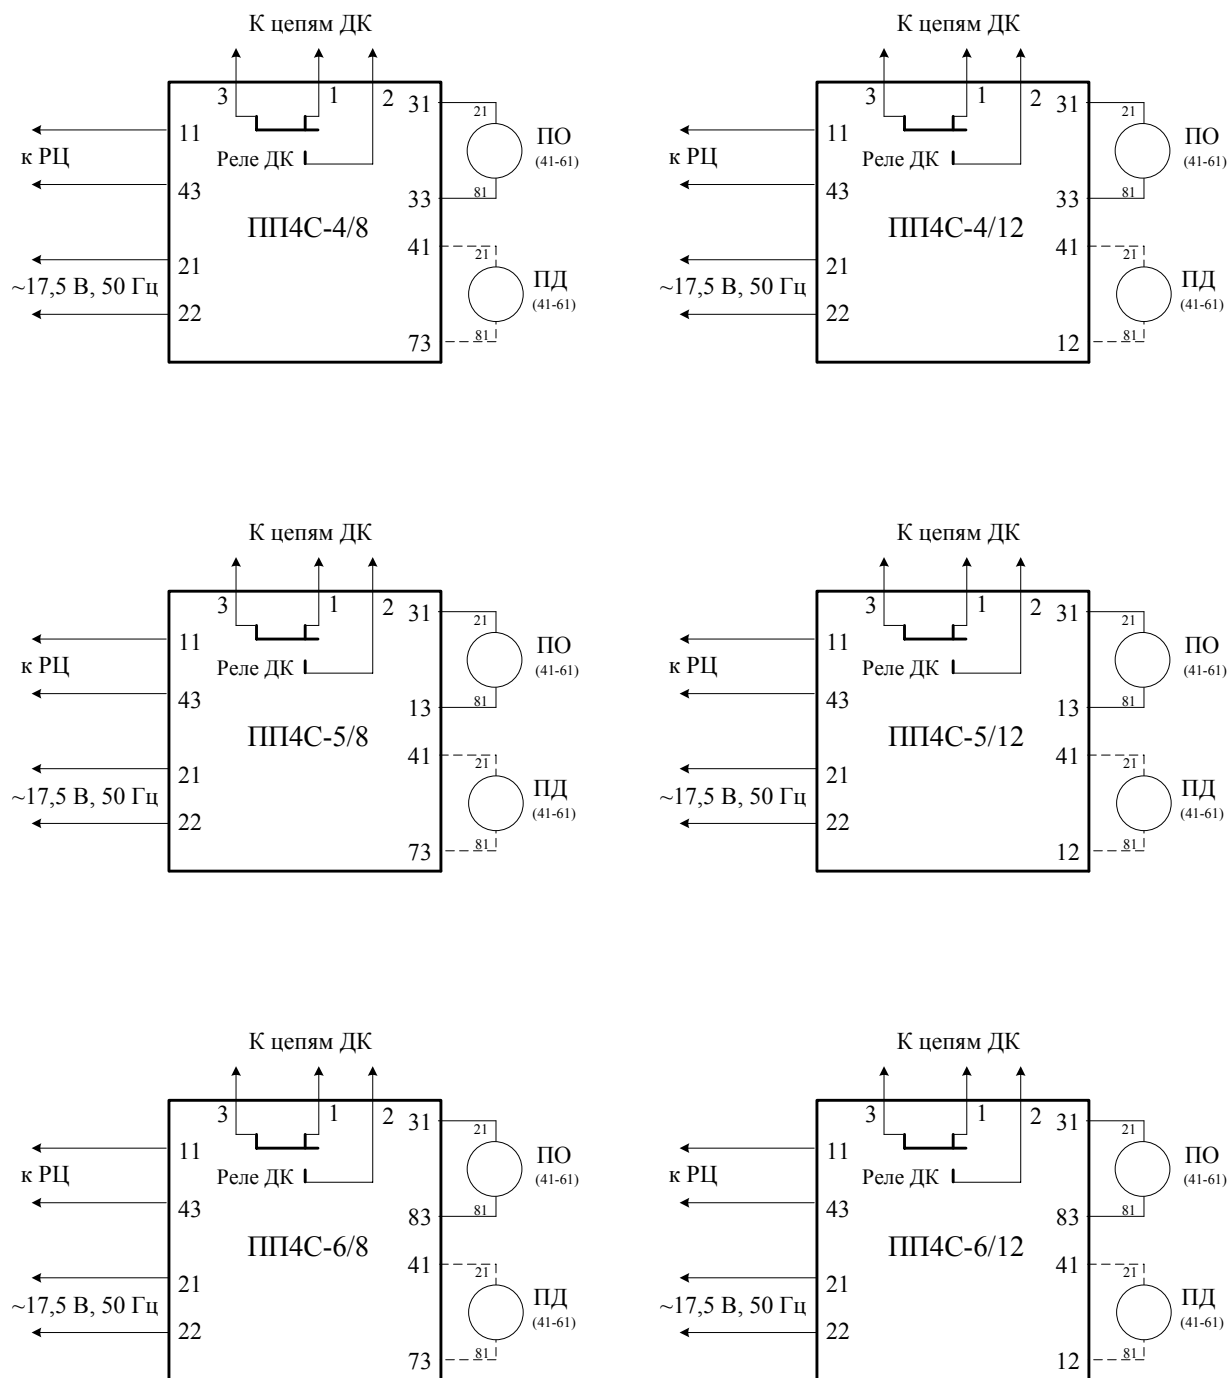 К цепям ДК
3 1 2 31 21
11 ПО
к РЦ Реле ДК (41-61)
43 33 81
ПП4С-4/8
41 21
21 ПД
~17,5 В, 50 Гц (41-61)
22
73 81
К цепям ДК
3 1 2 31 21
11 ПО
к РЦ Реле ДК (41-61)
43 33 81
ПП4С-4/12
41 21
21 ПД
~17,5 В, 50 Гц (41-61)
22
12 81
К цепям ДК
3 1 2 31 21
11 ПО
к РЦ Реле ДК (41-61)
43 13 81
ПП4С-5/8
41 21
21 ПД
~17,5 В, 50 Гц (41-61)
22
73 81
К цепям ДК
3 1 2 31 21
11 ПО
к РЦ Реле ДК (41-61)
43 13 81
ПП4С-5/12
41 21
21 ПД
~17,5 В, 50 Гц (41-61)
22
12 81
К цепям ДК
3 1 2 31 21
11 ПО
к РЦ Реле ДК (41-61)
43 83 81
ПП4С-6/8
41 21
21 ПД
~17,5 В, 50 Гц (41-61)
22
73 81
К цепям ДК
3 1 2 31 21
11 ПО
к РЦ Реле ДК (41-61)
43 83 81
ПП4С-6/12
41 21
21 ПД
~17,5 В, 50 Гц (41-61)
22
12 81